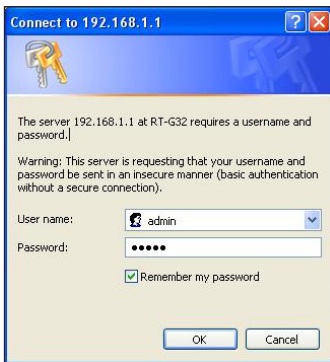 Connect to 192.168.1.1
The server 192.168.1.1 at RT-G32 requires a username and
password.
Warning: This server is requesting that your username and
password be sent in an insecure manner (basic authentication
without a secure connection).
User name:
admin
Password:
•••••
Remember my password
OK
Cancel